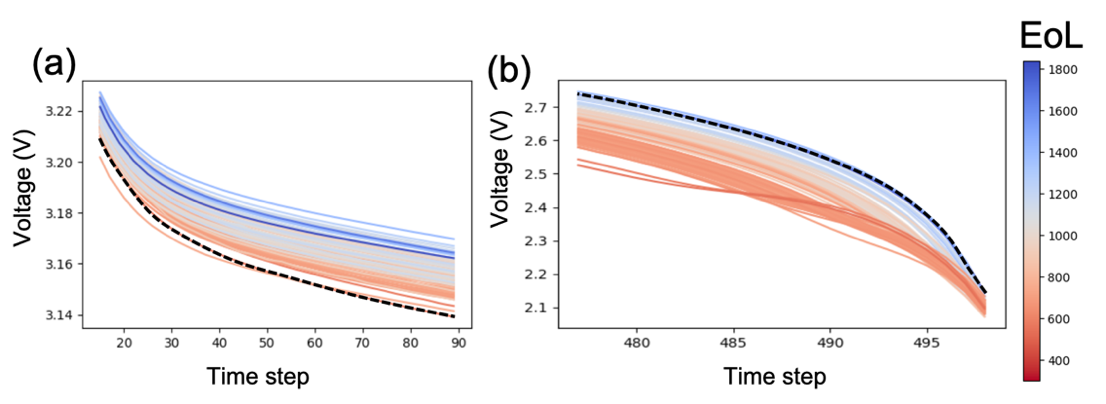 (a)
(b)
EoL
Voltage (V)
3.22
3.20
3.18
3.16
3.14
20 30 40 50 60 70 80 90
Time step
Voltage (V)
2.7
2.6
2.5
2.4
2.3
2.2
2.1
480 485 490 495
Time step
1800
1600
1400
1200
1000
800
600
400